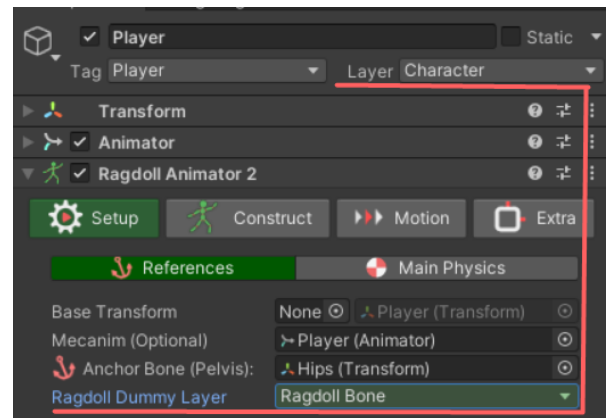 Player
Static
Tag Player Layer Character
Transform
Animator
Ragdoll Animator 2
Setup Construct Motion Extra
References Main Physics
Base Transform None Player (Transform)
Mecanim (Optional) Player (Animator)
Anchor Bone (Pelvis): Hips (Transform)
Ragdoll Dummy Layer Ragdoll Bone